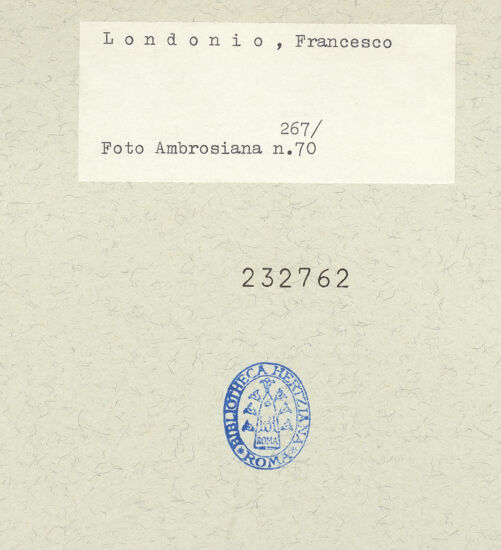 L o n d o n i o , Francesco
267/
Foto Ambrosiana n.70
232762
BIBLIOTHECA HERTZIANA
ROMA
* ROMA *